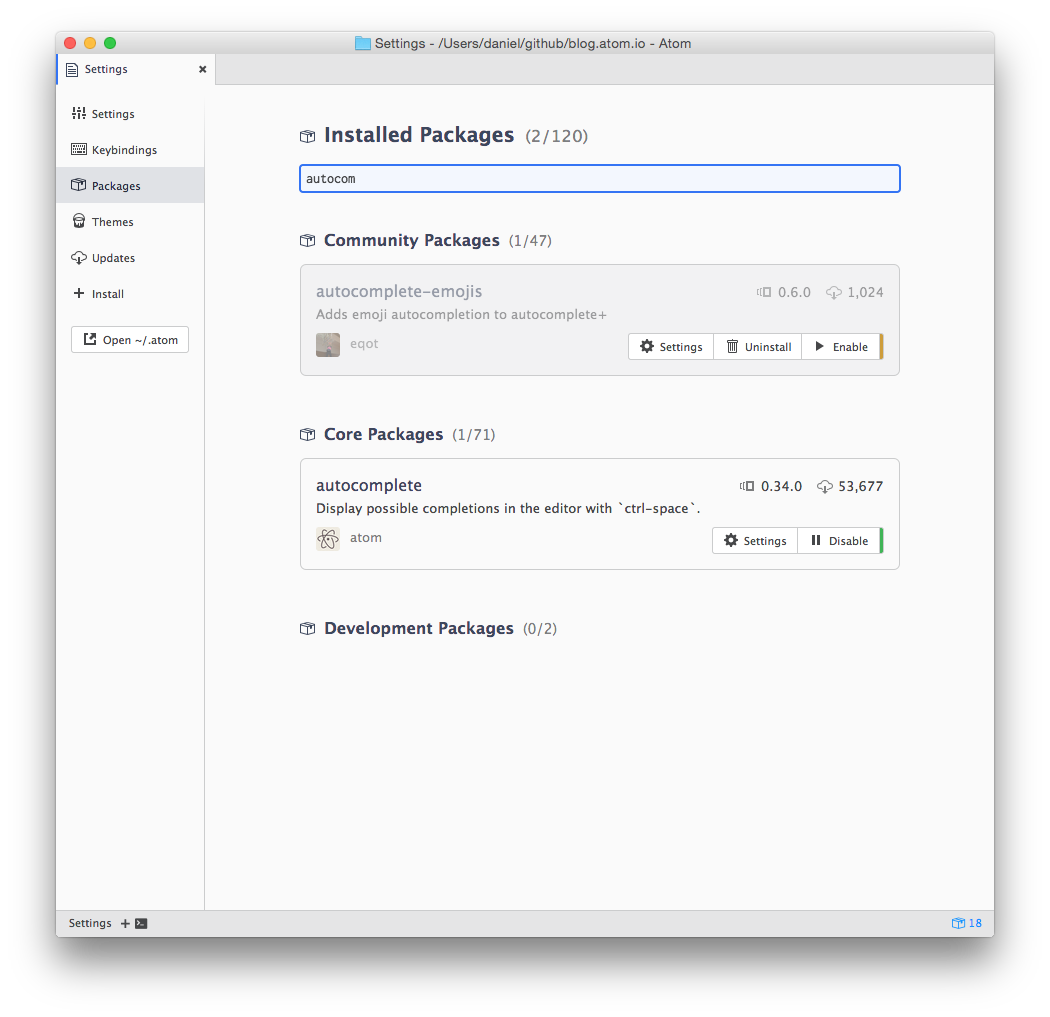 Settings - /Users/daniel/github/blog.atom.io - Atom
Settings
Settings
Keybindings
Packages
Themes
Updates
Install
Open ~/.atom
Installed Packages (2/120)
autocom
Community Packages (1/47)
autocomplete-emojis 0.6.0 1,024
Adds emoji autocompletion to autocomplete+
eqot Settings Uninstall Enable
Core Packages (1/71)
autocomplete 0.34.0 53,677
Display possible completions in the editor with `ctrl-space`.
atom Settings Disable
Development Packages (0/2)
Settings + 18